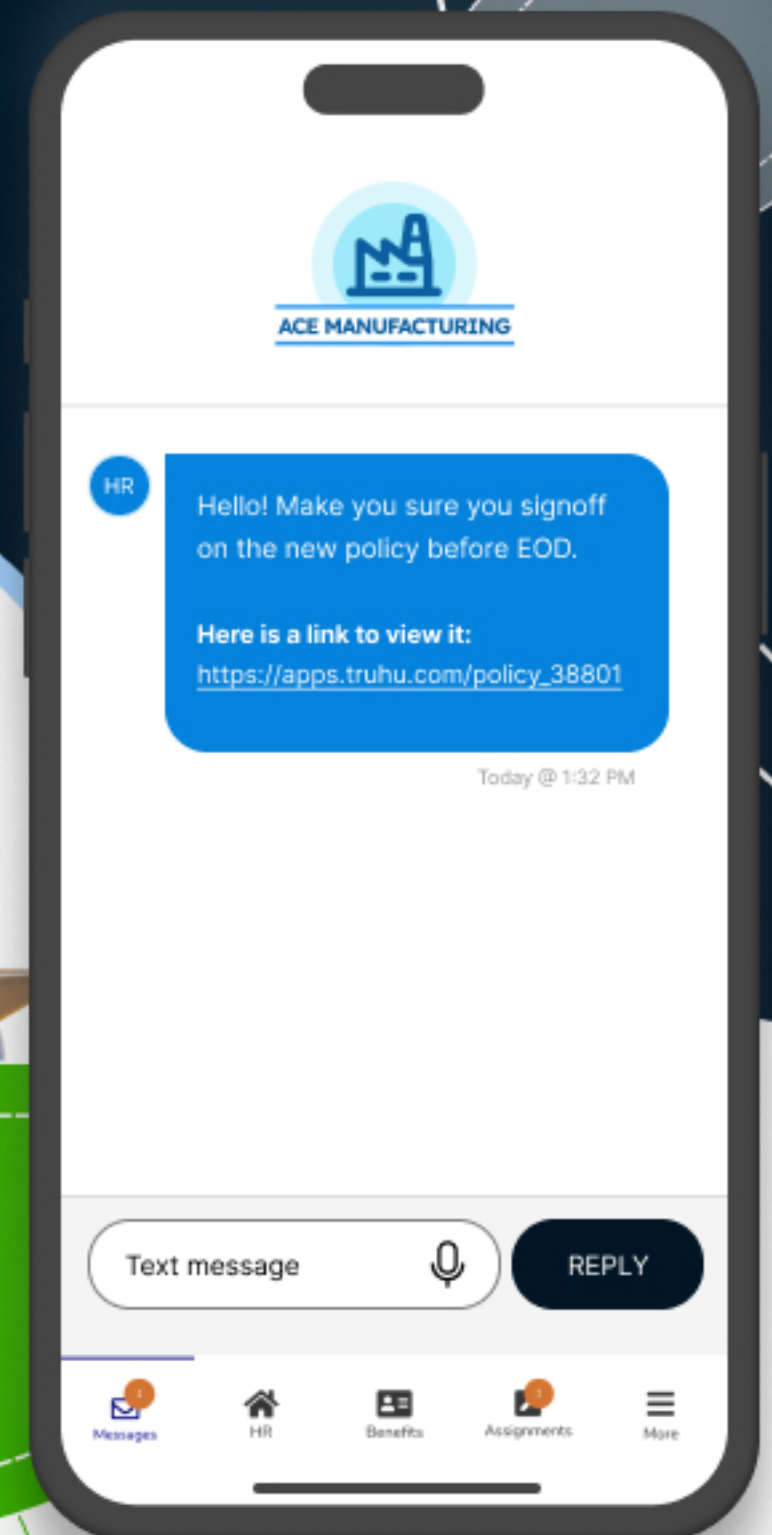 ACE MANUFACTURING
HR
Hello! Make you sure you signoff
on the new policy before EOD.
Here is a link to view it:
https://apps.truhu.com/policy_38801
Today @ 1:32 PM
Text message
REPLY
1
1
Messages
HR
Benefits
Assignments
More